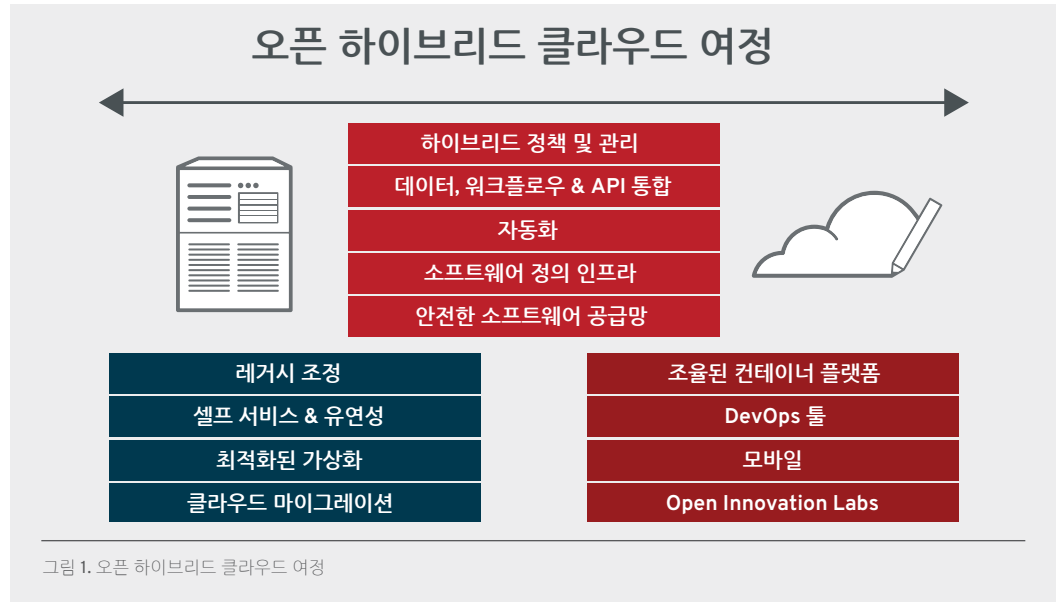 오픈 하이브리드 클라우드 여정
하이브리드 정책 및 관리
데이터, 워크플로우 & API 통합
자동화
소프트웨어 정의 인프라
안전한 소프트웨어 공급망
레거시 조정
셀프 서비스 & 유연성
최적화된 가상화
클라우드 마이그레이션
조율된 컨테이너 플랫폼
DevOps 툴
모바일
Open Innovation Labs
그림 1. 오픈 하이브리드 클라우드 여정